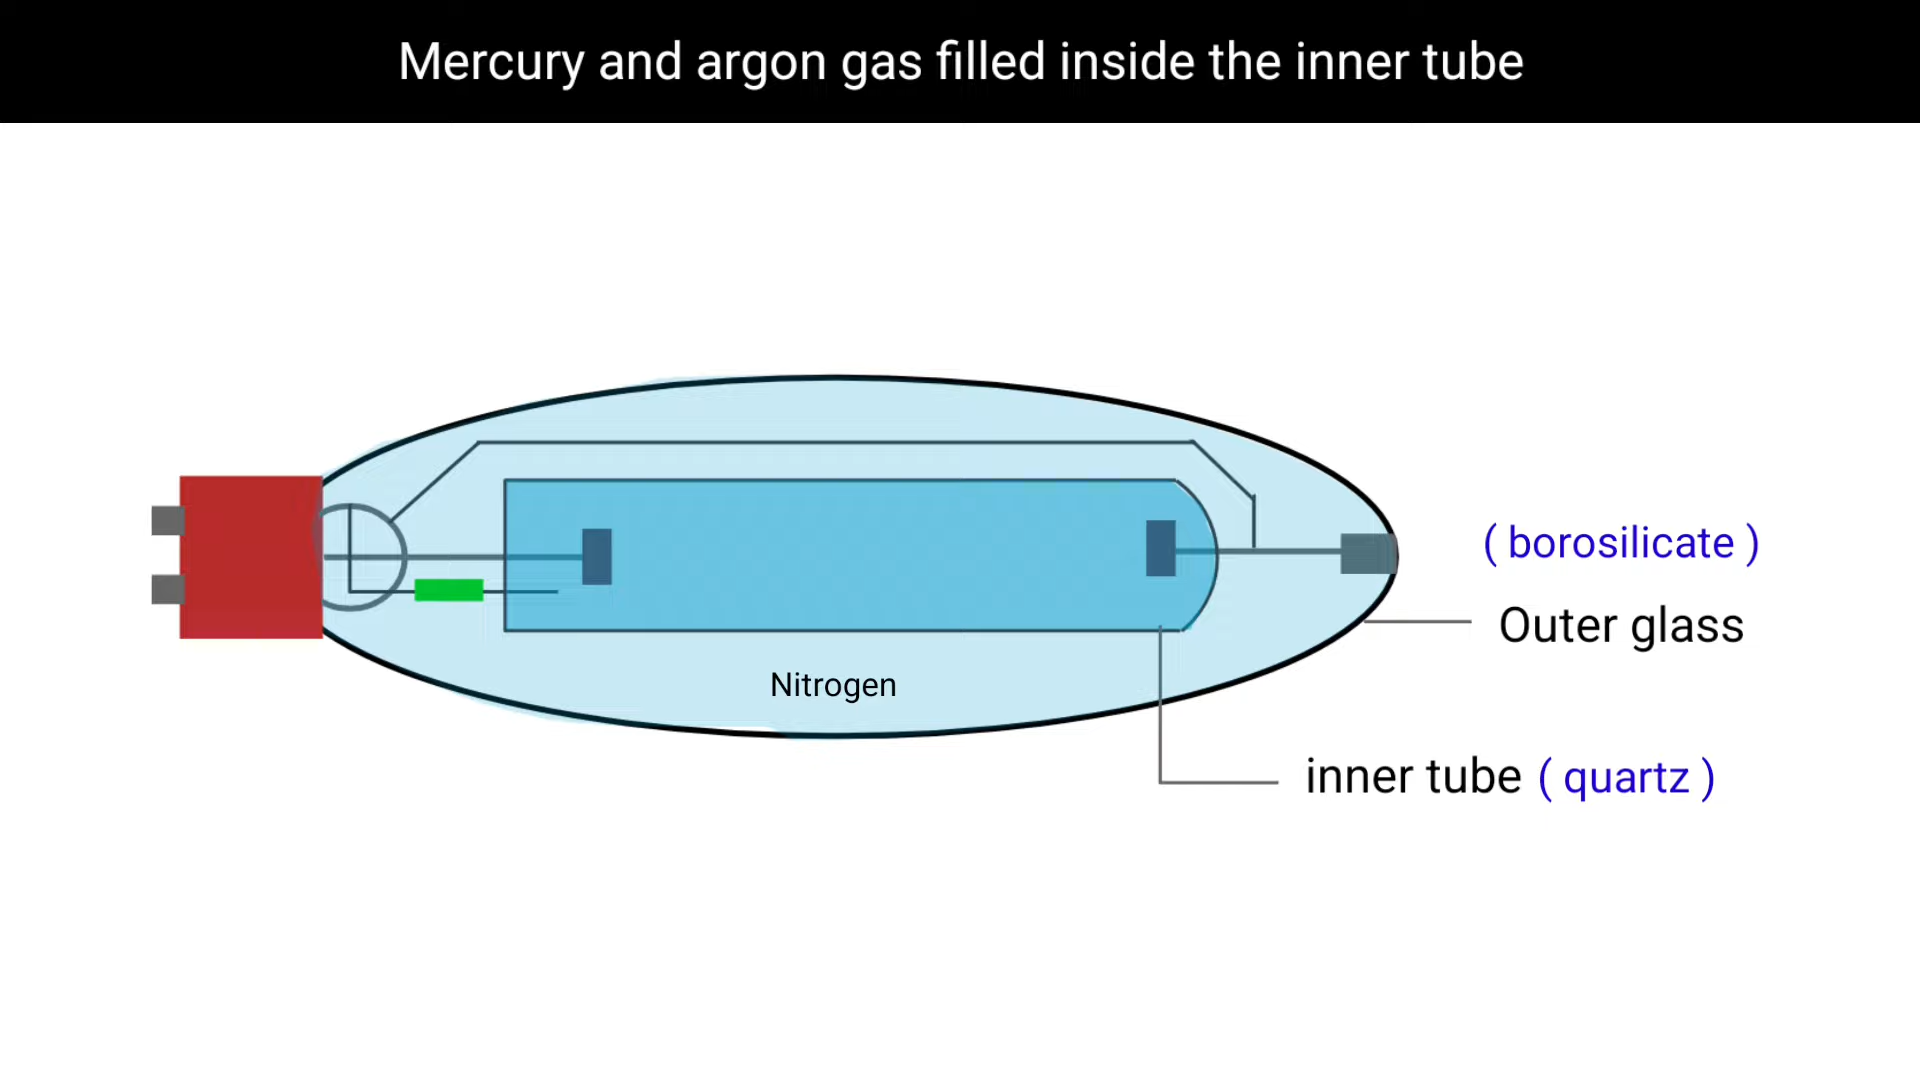 Mercury and argon gas filled inside the inner tube
( borosilicate )
Outer glass
Nitrogen
inner tube ( quartz )